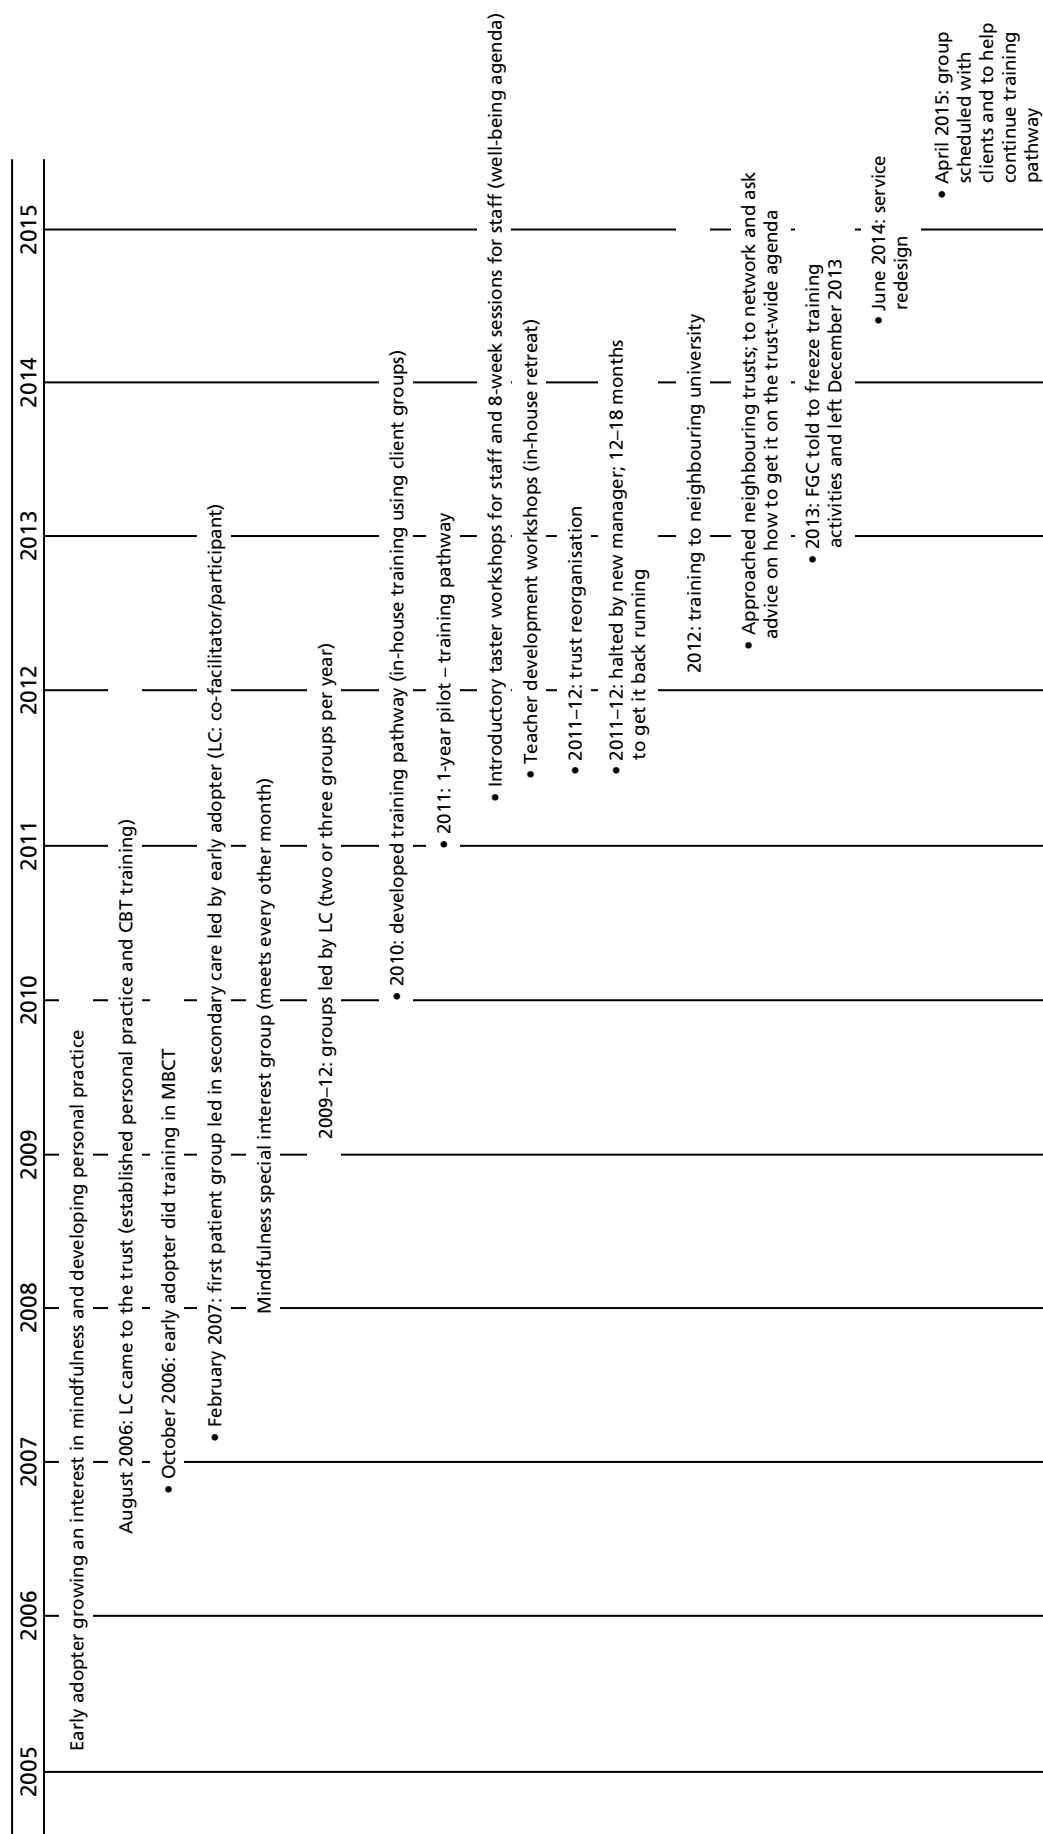 2005
2006
2007
2008
2009
2010
2011
2012
2013
2014
2015
Early adopter growing an interest in mindfulness and developing personal practice
August 2006: LC came to the trust (established personal practice and CBT training)
• October 2006: early adopter did training in MBCT
• February 2007: first patient group led in secondary care led by early adopter (LC: co-facilitator/participant)
Mindfulness special interest group (meets every other month)
2009–12: groups led by LC (two or three groups per year)
• 2010: developed training pathway (in-house training using client groups)
• 2011: 1-year pilot – training pathway
• Introductory taster workshops for staff and 8-week sessions for staff (well-being agenda)
• Teacher development workshops (in-house retreat)
• 2011–12: trust reorganisation
• 2011–12: halted by new manager; 12–18 months
to get it back running
2012: training to neighbouring university
• Approached neighbouring trusts; to network and ask
advice on how to get it on the trust-wide agenda
• 2013: FGC told to freeze training
activities and left December 2013
• June 2014: service
redesign
• April 2015: group
scheduled with
clients and to help
continue training
pathway